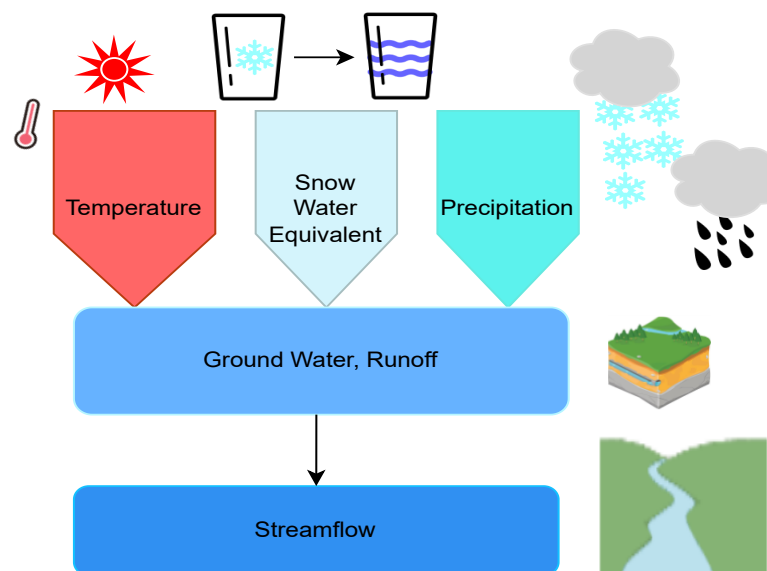 Temperature
Snow
Water
Equivalent
Precipitation
Ground Water, Runoff
Streamflow